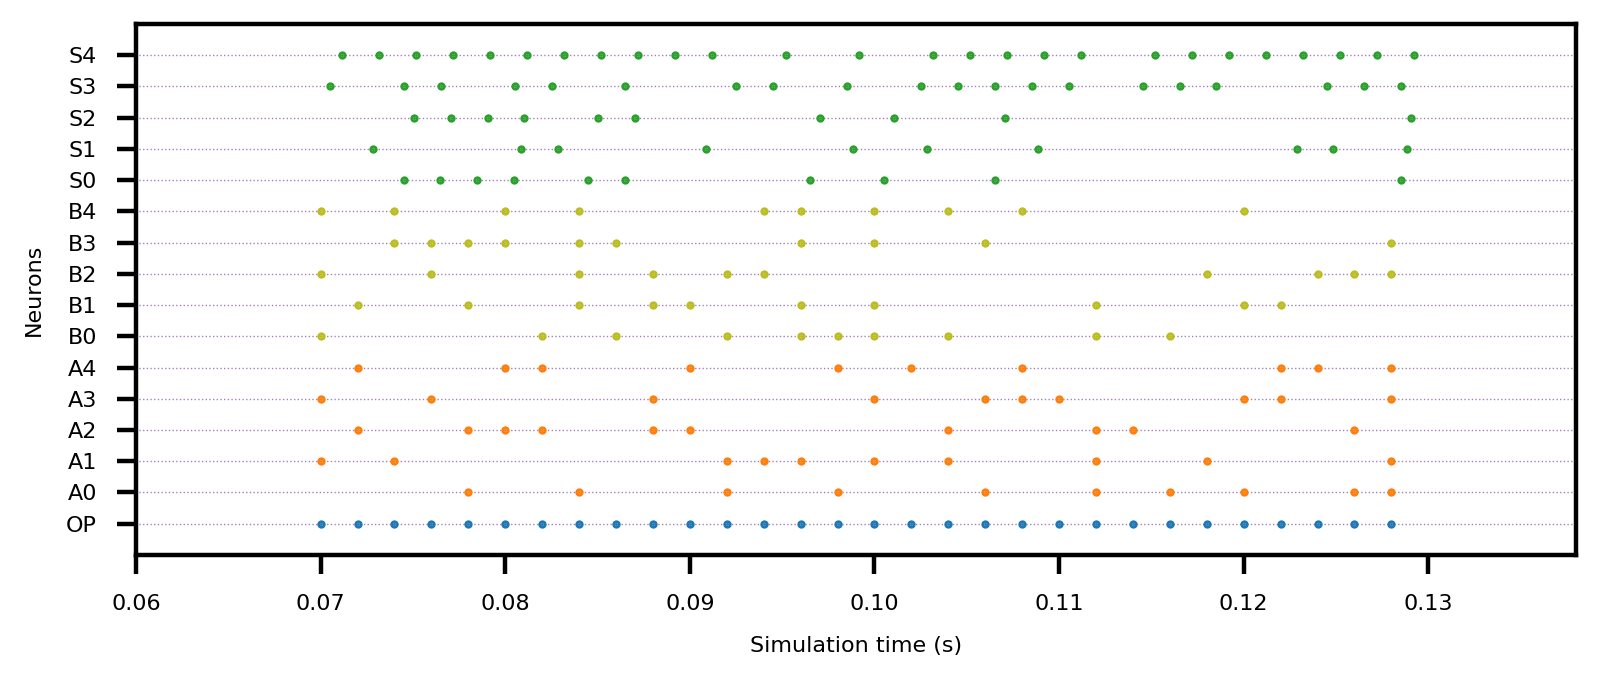 S4
S3
S2
S1
S0
B4
B3
B2
B1
B0
A4
A3
A2
A1
A0
OP
Neurons
0.06 0.07 0.08 0.09 0.10 0.11 0.12 0.13
Simulation time (s)